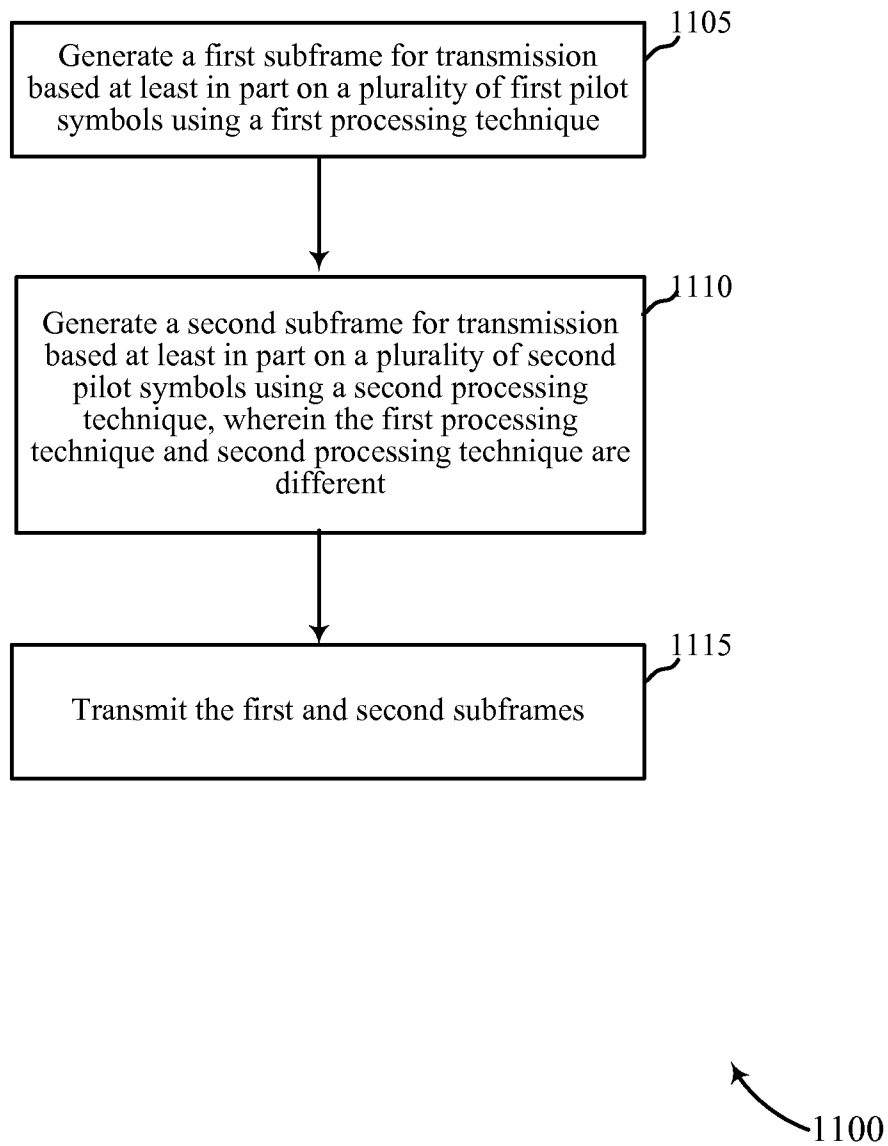 1105
Generate a first subframe for transmission
based at least in part on a plurality of first pilot
symbols using a first processing technique
1110
Generate a second subframe for transmission
based at least in part on a plurality of second
pilot symbols using a second processing
technique, wherein the first processing
technique and second processing technique are
different
1115
Transmit the first and second subframes
1100